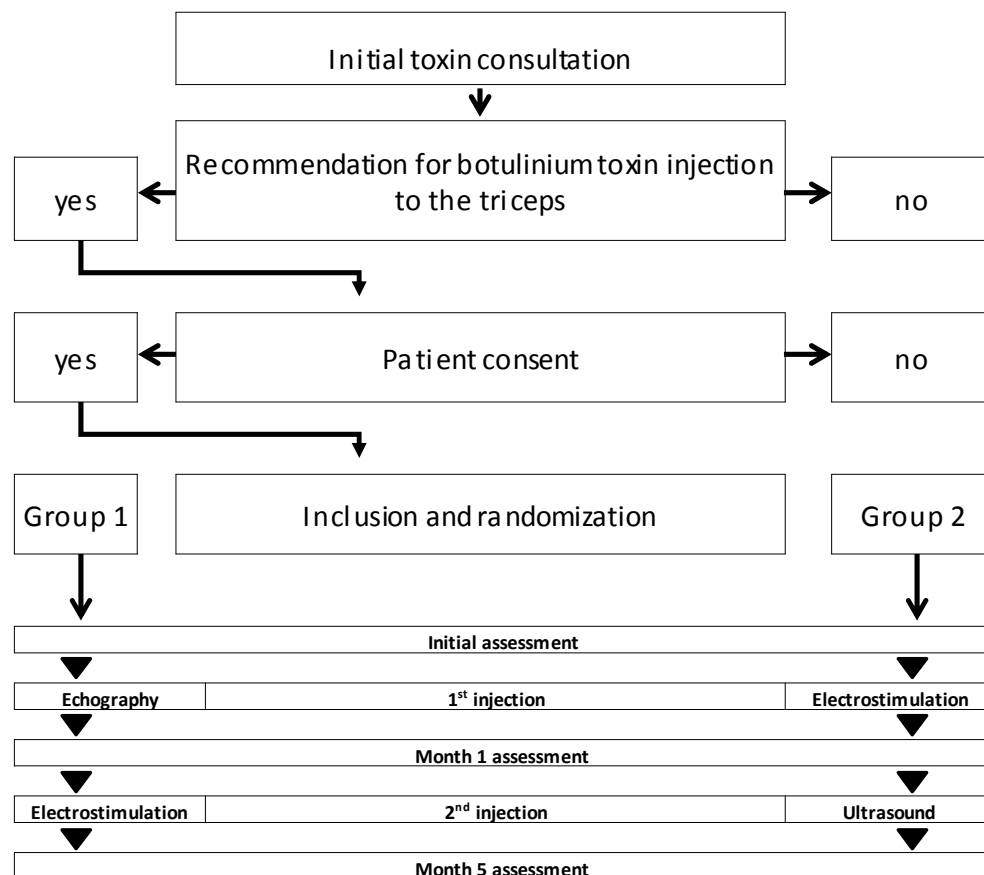 Initial toxin consultation
Recommendation for botulinium toxin injection
to the triceps
yes
no
yes
Patient consent
no
Group 1
Inclusion and randomization
Group 2
Initial assessment
Echography
1st injection
Electrostimulation
Month 1 assessment
Electrostimulation
2nd injection
Ultrasound
Month 5 assessment